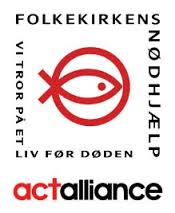 FOLKEKIRKENS
NØDHJÆLP
VI TROR PÅ ET
LIV FØR DØDEN
actalliance